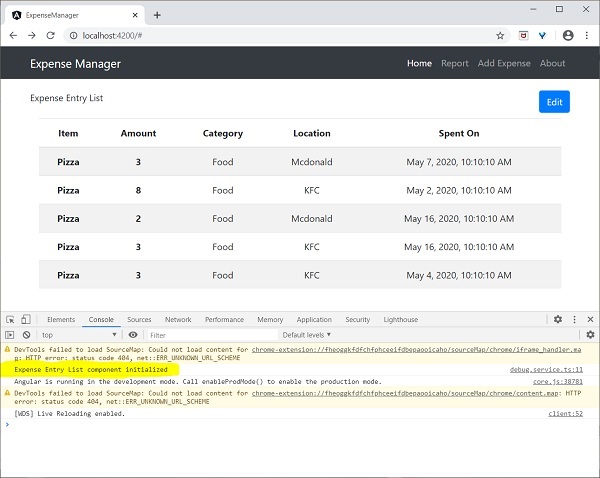 ExpenseManager
localhost:4200/#
Expense Manager
Home Report Add Expense About
Expense Entry List
Edit
Item Amount Category Location Spent On
Pizza 3 Food Mcdonald May 7, 2020, 10:10:10 AM
Pizza 8 Food KFC May 2, 2020, 10:10:10 AM
Pizza 2 Food Mcdonald May 16, 2020, 10:10:10 AM
Pizza 3 Food KFC May 16, 2020, 10:10:10 AM
Pizza 3 Food KFC May 4, 2020, 10:10:10 AM
Elements Console Sources Network Performance Memory Application Security Lighthouse
top Filter Default levels
DevTools failed to load SourceMap: Could not load content for chrome-extension://fheoggkfdfchfphceeifdbepaooicaho/sourceMap/chrome/iframe_handler.ma
p: HTTP error: status code 404, net::ERR_UNKNOWN_URL_SCHEME
Expense Entry List component initialized debug.service.ts:11
Angular is running in the development mode. Call enableProdMode() to enable the production mode. core.js:38781
DevTools failed to load SourceMap: Could not load content for chrome-extension://fheoggkfdfchfphceeifdbepaooicaho/sourceMap/chrome/content.map: HTTP
error: status code 404, net::ERR_UNKNOWN_URL_SCHEME
[WDS] Live Reloading enabled. client:52